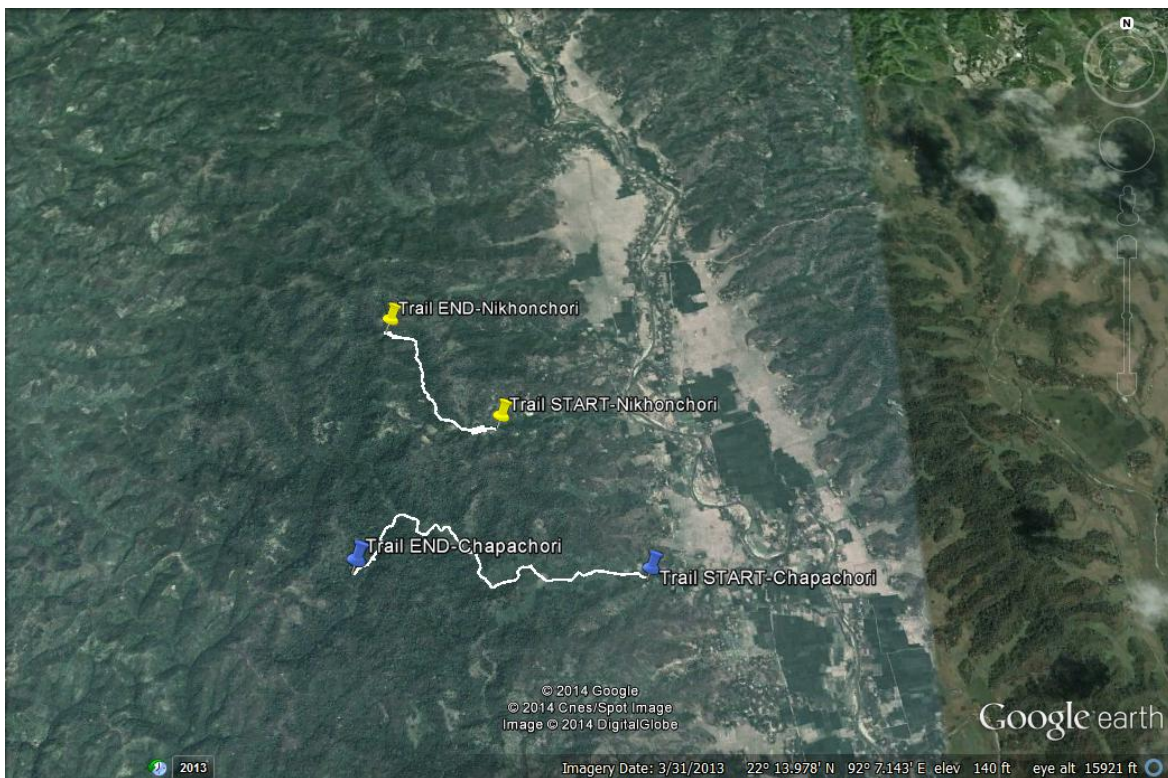 N
Trail END-Nikhonchori
Trail START-Nikhonchori
Trail END-Chapachori
Trail START-Chapachori
© 2014 Google
© 2014 Cnes/Spot Image
Image © 2014 DigitalGlobe
Google earth
2013
Imagery Date: 3/31/2013 22° 13.978' N 92° 7.143' E elev 140 ft eye alt 15921 ft